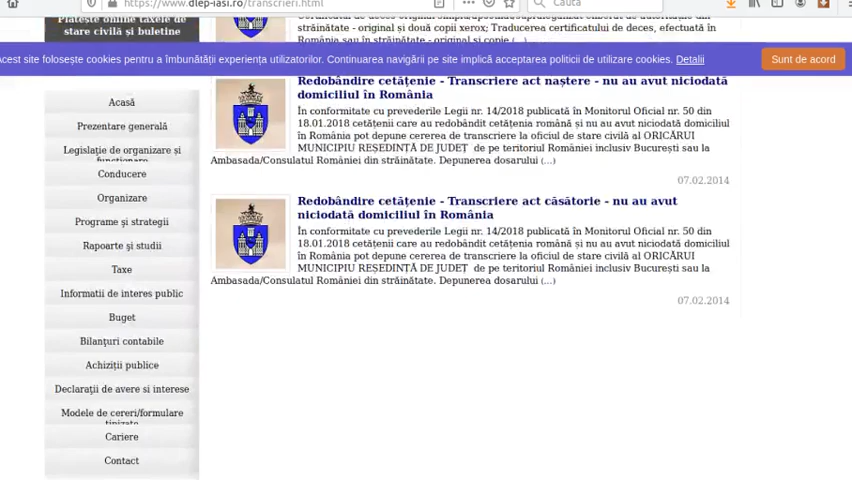 https://www.dlep-iasi.ro/transcrieri.html
Caută
Plătește online taxele de
stare civilă și buletine
străinătate - original și două copii xerox; Traducerea certificatului de deces, efectuată în
România sau în străinătate - original și copie (...)
Acest site folosește cookies pentru a îmbunătăți experiența utilizatorilor. Continuarea navigării pe site implică acceptarea politicii de utilizare cookies. Detalii
Sunt de acord
Redobândire cetățenie - Transcriere act naștere - nu au avut niciodată
domiciliul în România
În conformitate cu prevederile Legii nr. 14/2018 publicată în Monitorul Oficial nr. 50 din
18.01.2018 cetățenii care au redobândit cetățenia română și nu au avut niciodată domiciliul
în România pot depune cererea de transcriere la oficiul de stare civilă al ORICĂRUI
MUNICIPIU REȘEDINȚĂ DE JUDEȚ de pe teritoriul României inclusiv București sau la
Ambasada/Consulatul României din străinătate. Depunerea dosarului (...)
07.02.2014
Redobândire cetățenie - Transcriere act căsătorie - nu au avut
niciodată domiciliul în România
În conformitate cu prevederile Legii nr. 14/2018 publicată în Monitorul Oficial nr. 50 din
18.01.2018 cetățenii care au redobândit cetățenia română și nu au avut niciodată domiciliul
în România pot depune cererea de transcriere la oficiul de stare civilă al ORICĂRUI
MUNICIPIU REȘEDINȚĂ DE JUDEȚ de pe teritoriul României inclusiv București sau la
Ambasada/Consulatul României din străinătate. Depunerea dosarului (...)
07.02.2014
Acasă
Prezentare generală
Legislație de organizare și
funcționare
Conducere
Organizare
Programe și strategii
Rapoarte și studii
Taxe
Informatii de interes public
Buget
Bilanțuri contabile
Achiziții publice
Declarații de avere si interese
Modele de cereri/formulare
tipizate
Cariere
Contact